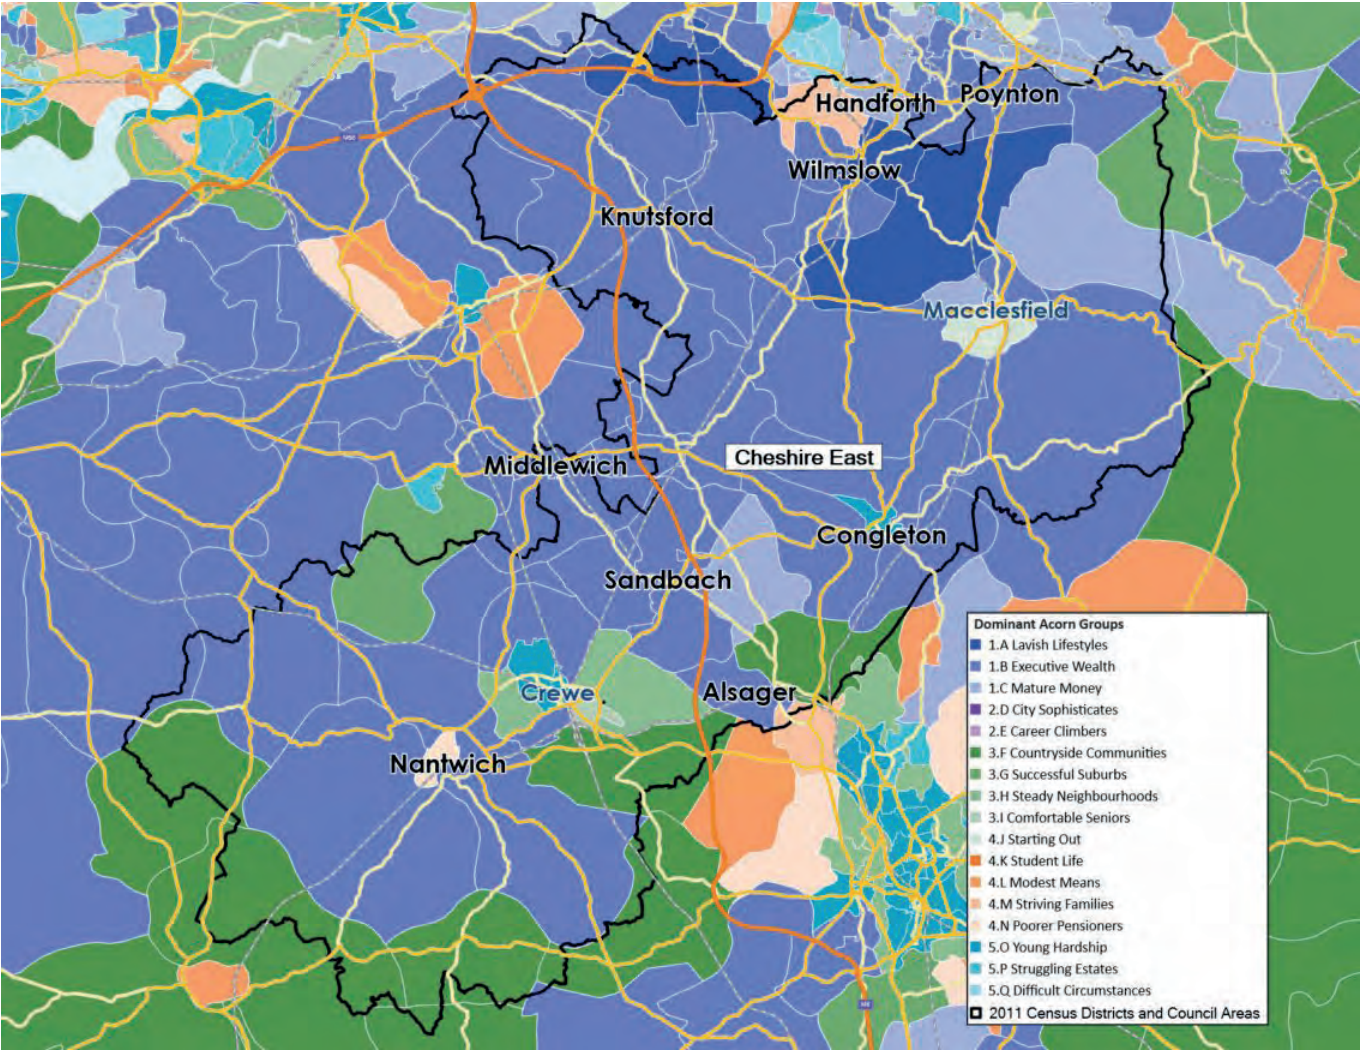 Handforth
Poynton
Wilmslow
Knutsford
Macclesfield
Cheshire East
Middlewich
Congleton
Sandbach
Crewe
Alsager
Nantwich
Dominant Acorn Groups
1.A Lavish Lifestyles
1.B Executive Wealth
1.C Mature Money
2.D City Sophisticates
2.E Career Climbers
3.F Countryside Communities
3.G Successful Suburbs
3.H Steady Neighbourhoods
3.I Comfortable Seniors
4.J Starting Out
4.K Student Life
4.L Modest Means
4.M Striving Families
4.N Poorer Pensioners
5.O Young Hardship
5.P Struggling Estates
5.Q Difficult Circumstances
2011 Census Districts and Council Areas